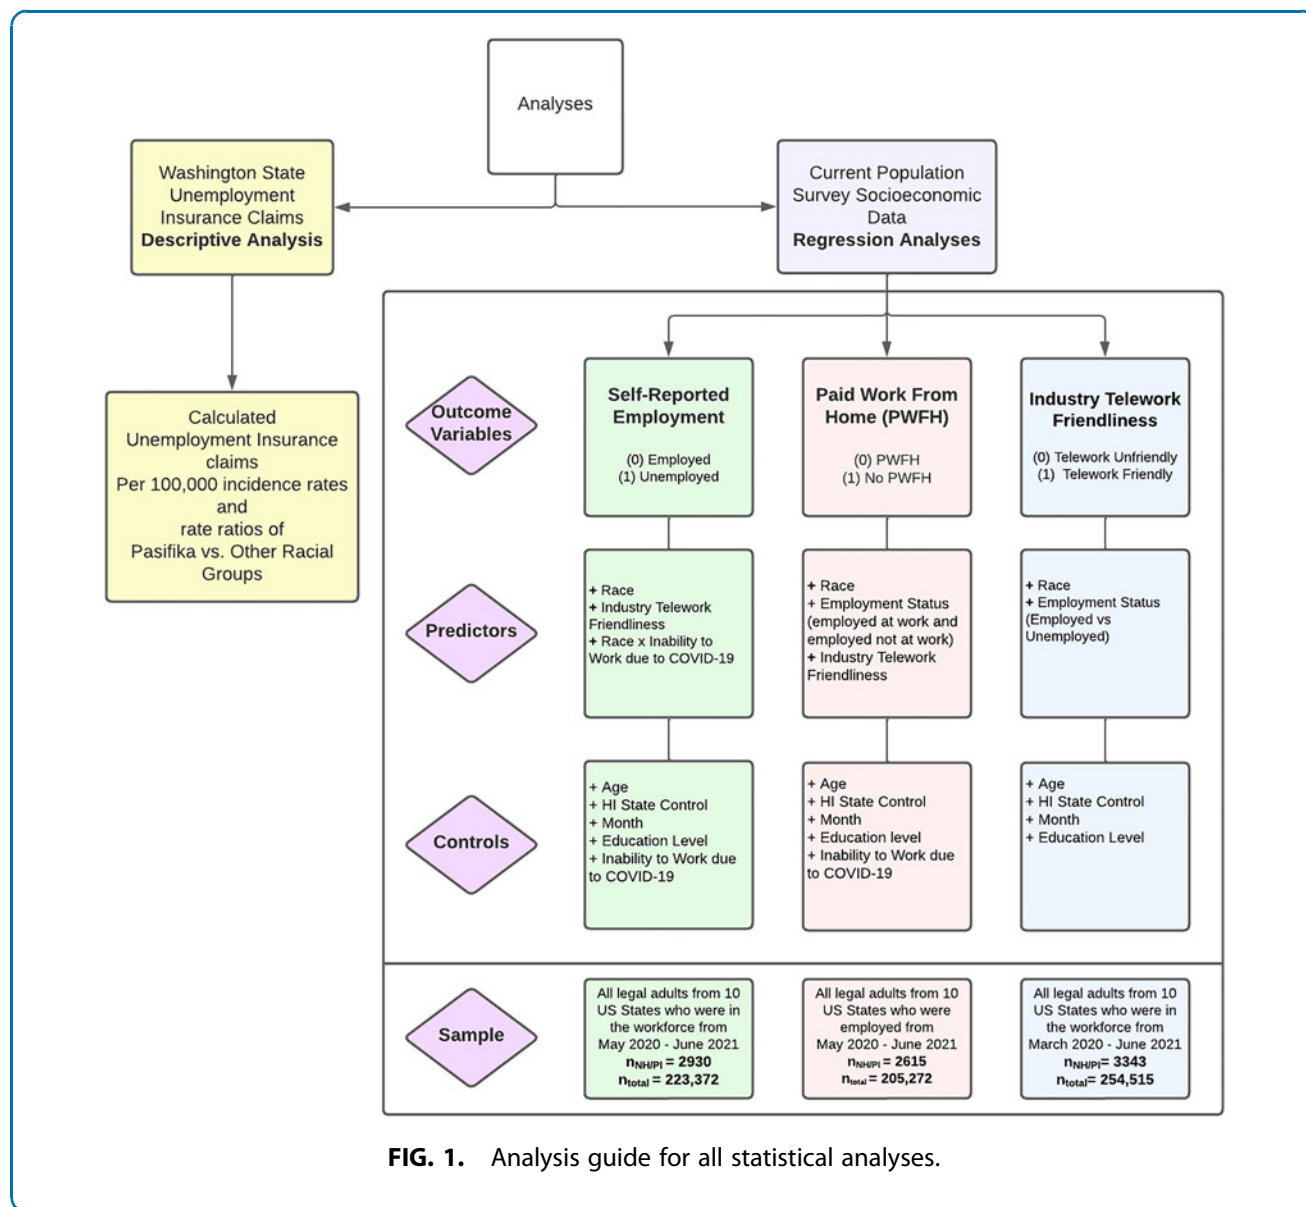 Analyses
Washington State
Unemployment
Insurance Claims
Descriptive Analysis
Current Population
Survey Socioeconomic
Data
Regression Analyses
Calculated
Unemployment Insurance
claims
Per 100,000 incidence rates
and
rate ratios of
Pasifika vs. Other Racial
Groups
Outcome
Variables
Self-Reported
Employment
(0) Employed
(1) Unemployed
Paid Work From
Home (PWFH)
(0) PWFH
(1) No PWFH
Industry Telework
Friendliness
(0) Telework Unfriendly
(1) Telework Friendly
Predictors
+ Race
+ Industry Telework
Friendliness
+ Race x Inability to
Work due to COVID-19
+ Race
+ Employment Status
(employed at work and
employed not at work)
+ Industry Telework
Friendliness
+ Race
+ Employment Status
(Employed vs
Unemployed)
Controls
+ Age
+ HI State Control
+ Month
+ Education Level
+ Inability to Work due
to COVID-19
+ Age
+ HI State Control
+ Month
+ Education level
+ Inability to Work due
to COVID-19
+ Age
+ HI State Control
+ Month
+ Education Level
Sample
All legal adults from 10
US States who were in
the workforce from
May 2020 - June 2021
nNH/PI = 2930
ntotal = 223,372
All legal adults from 10
US States who were
employed from
May 2020 - June 2021
nNH/PI = 2615
ntotal = 205,272
All legal adults from 10
US States who were in
the workforce from
March 2020 - June 2021
nNH/PI = 3343
ntotal= 254,515
FIG. 1. Analysis guide for all statistical analyses.